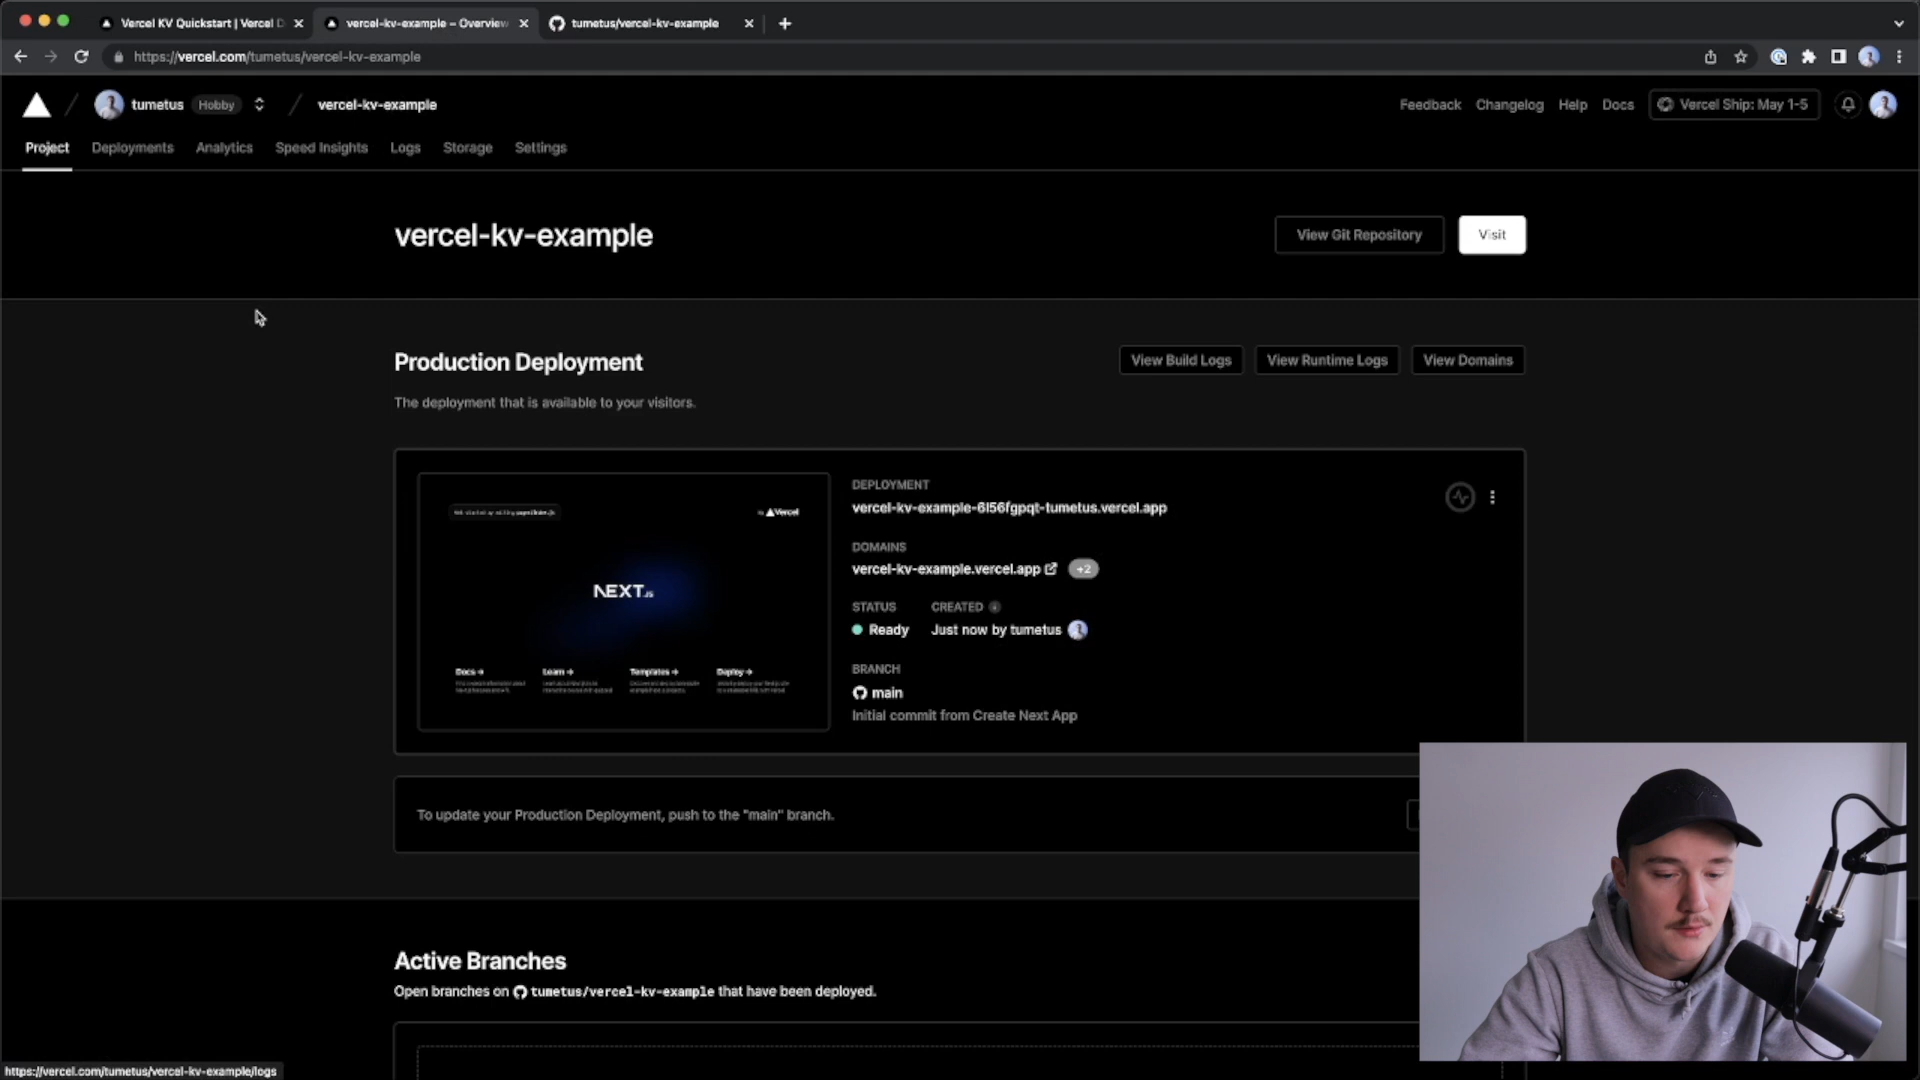 Vercel KV Quickstart | Vercel D
vercel-kv-example – Overview
tumetus/vercel-kv-example
https://vercel.com/tumetus/vercel-kv-example
tumetus Hobby
vercel-kv-example
Feedback Changelog Help Docs Vercel Ship: May 1-5
Project Deployments Analytics Speed Insights Logs Storage Settings
vercel-kv-example
View Git Repository Visit
Production Deployment
View Build Logs View Runtime Logs View Domains
The deployment that is available to your visitors.
DEPLOYMENT
vercel-kv-example-6l56fgpqt-tumetus.vercel.app
Vercel
DOMAINS
vercel-kv-example.vercel.app +2
NEXT.JS
STATUS CREATED
Ready Just now by tumetus
Docs -> Learn -> Templates -> Deploy ->
BRANCH
main
Initial commit from Create Next App
To update your Production Deployment, push to the "main" branch.
Active Branches
Open branches on tumetus/vercel-kv-example that have been deployed.
https://vercel.com/tumetus/vercel-kv-example/logs